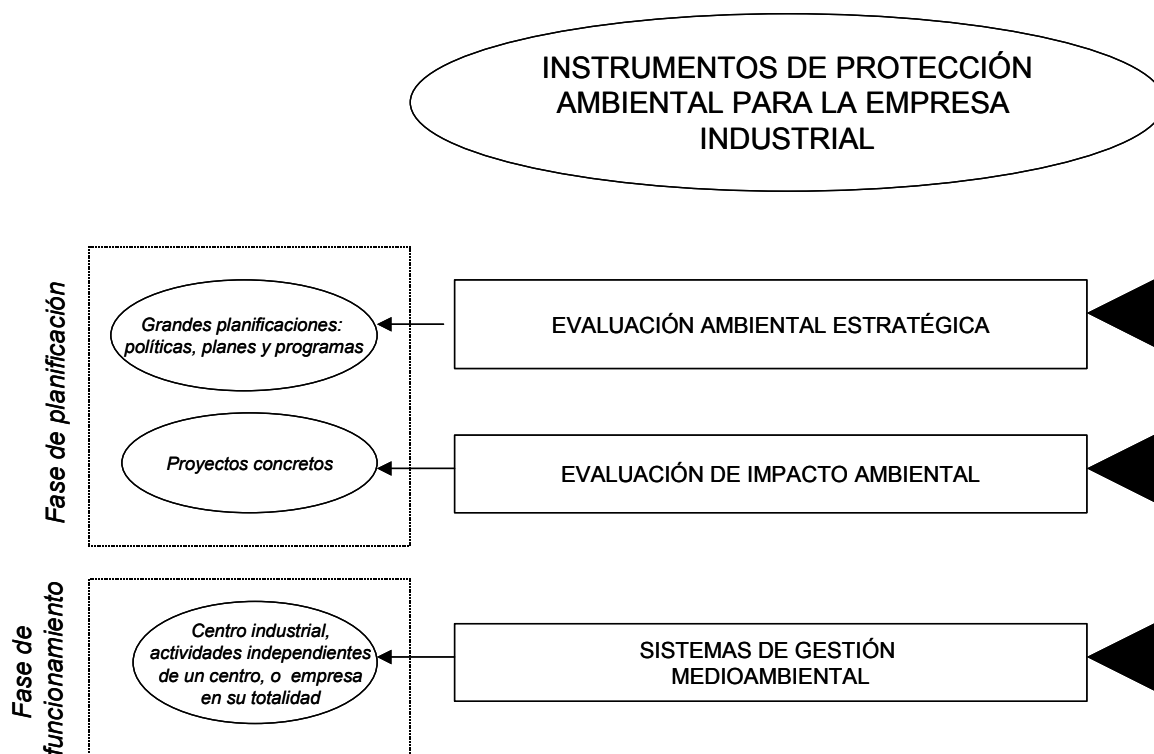 INSTRUMENTOS DE PROTECCIÓN
AMBIENTAL PARA LA EMPRESA
INDUSTRIAL
Fase de planificación
Grandes planificaciones:
políticas, planes y programas
EVALUACIÓN AMBIENTAL ESTRATÉGICA
Proyectos concretos
EVALUACIÓN DE IMPACTO AMBIENTAL
Fase de
funcionamiento
Centro industrial,
actividades independientes
de un centro, o empresa
en su totalidad
SISTEMAS DE GESTIÓN
MEDIOAMBIENTAL